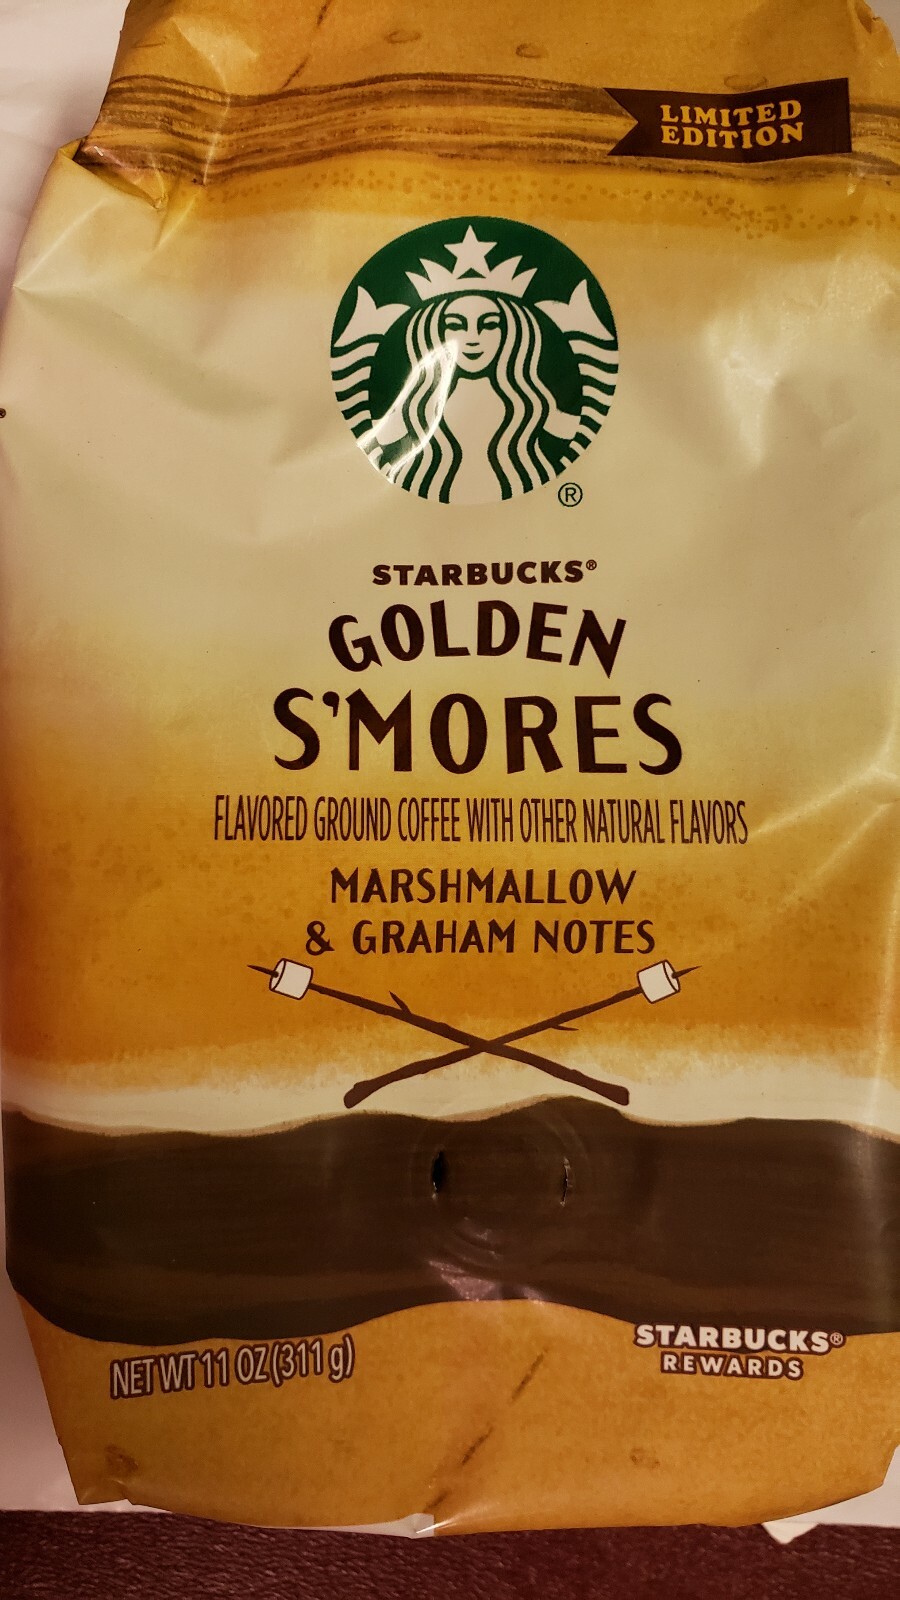 LIMITED
EDITION
®
STARBUCKS®
GOLDEN
S'MORES
FLAVORED GROUND COFFEE WITH OTHER NATURAL FLAVORS
MARSHMALLOW
& GRAHAM NOTES
NET WT 11 OZ (311 g)
STARBUCKS®
REWARDS